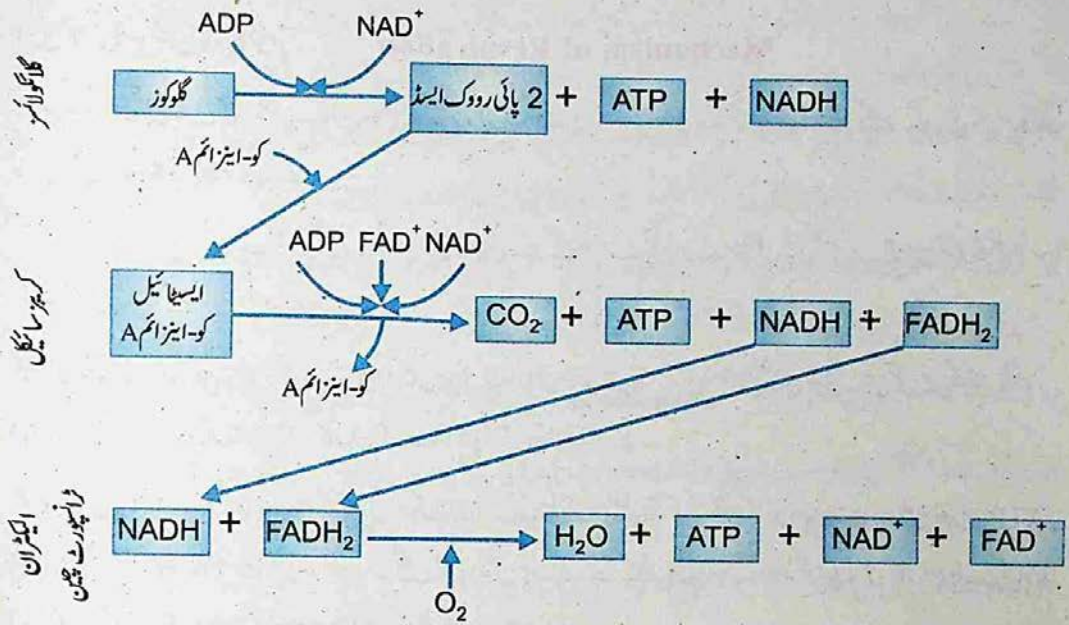 ADP NAD⁺
گلائکولائسز
گلوکوز
2 پائی رووک ایسڈ + ATP + NADH
کو-اینزائم A
ADP FAD⁺ NAD⁺
کریبز سائیکل
ایسیٹائیل
کو-اینزائم A
CO₂ + ATP + NADH + FADH₂
کو-اینزائم A
الیکٹران
ٹرانسپورٹ چین
NADH + FADH₂
H₂O + ATP + NAD⁺ + FAD⁺
O₂